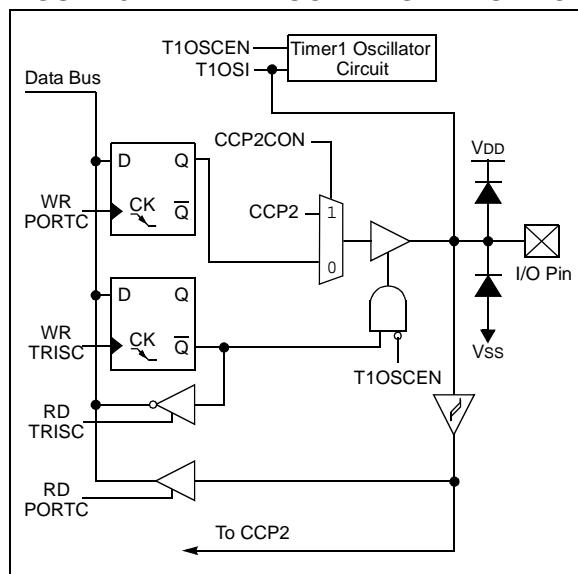 T1OSCEN
T1OSI
Timer1 Oscillator
Circuit
Data Bus
D
Q
CK
Q
WR
PORTC
CCP2CON
CCP2
1
0
VDD
I/O Pin
D
Q
CK
Q
WR
TRISC
T1OSCEN
VSS
RD
TRISC
RD
PORTC
To CCP2